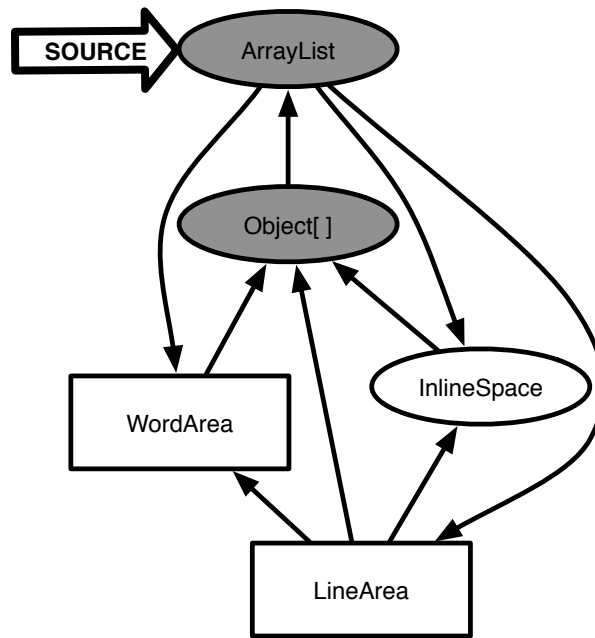 SOURCE
ArrayList
Object[ ]
InlineSpace
WordArea
LineArea